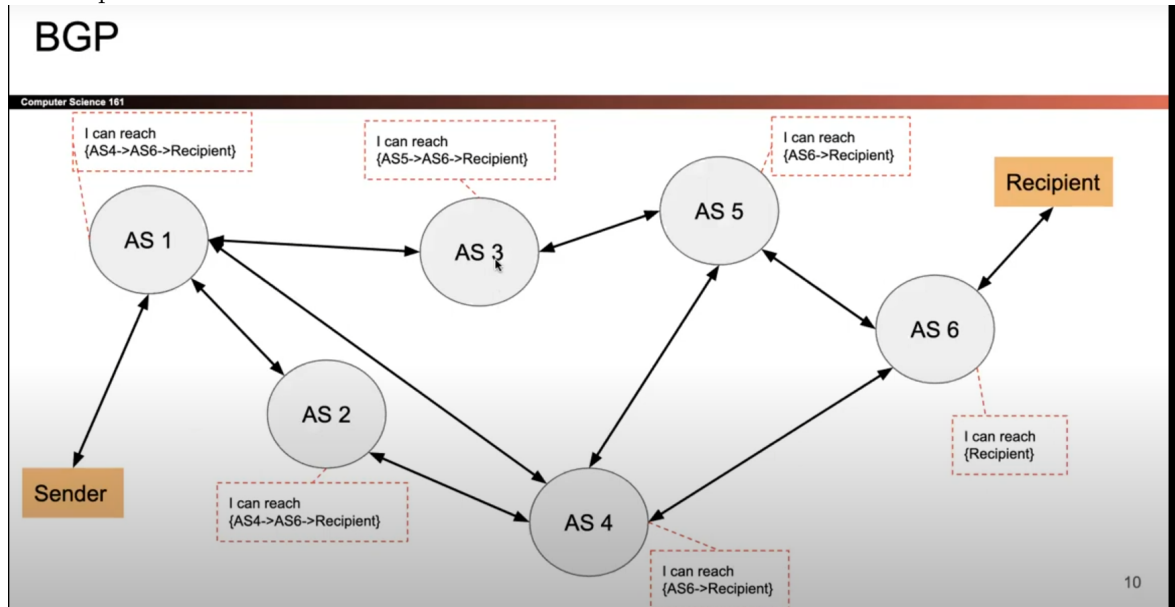 BGP
Computer Science 161
I can reach
{AS4->AS6->Recipient}
I can reach
{AS5->AS6->Recipient}
I can reach
{AS6->Recipient}
Recipient
AS 1
AS 3
AS 5
AS 6
AS 2
Sender
AS 4
I can reach
{AS4->AS6->Recipient}
I can reach
{Recipient}
I can reach
{AS6->Recipient}
10